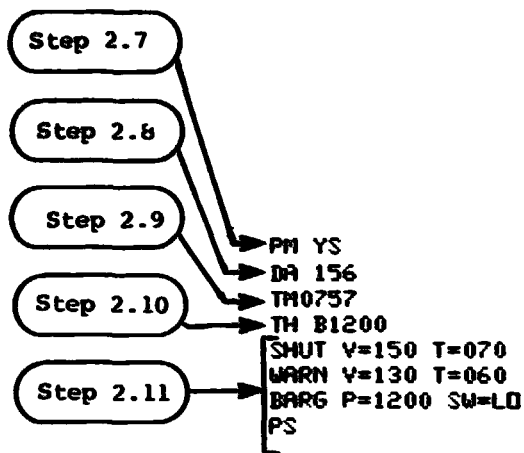 Step 2.7
Step 2.8
Step 2.9
Step 2.10
Step 2.11
PM YS
DA 156
TM0757
TH B1200
SHUT V=150 T=070
WARN V=130 T=060
BARG P=1200 SW=LO
PS